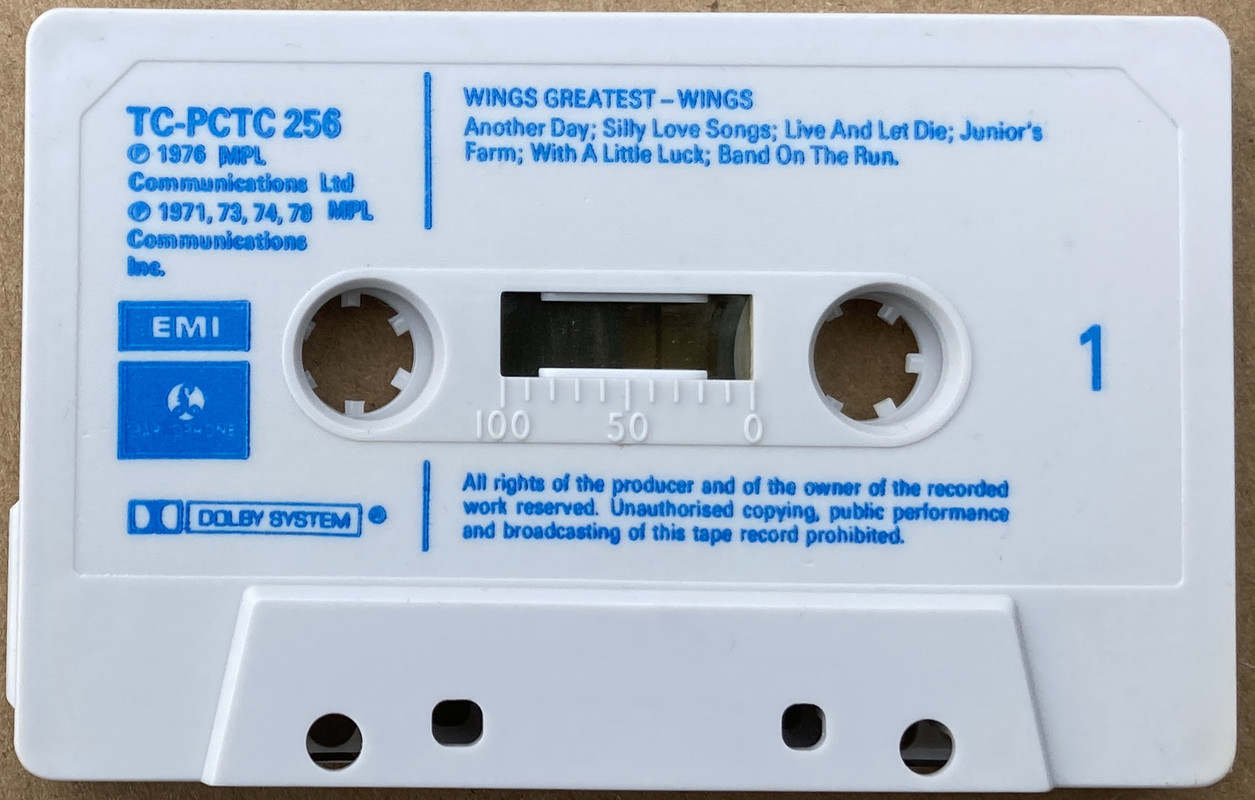 TC-PCTC 256
℗ 1976 MPL
Communications Ltd
℗ 1971, 73, 74, 78 MPL
Communications
Inc.
EMI
PARLOPHONE
DOLBY SYSTEM
WINGS GREATEST – WINGS
Another Day; Silly Love Songs; Live And Let Die; Junior's
Farm; With A Little Luck; Band On The Run.
100 50 0
1
All rights of the producer and of the owner of the recorded
work reserved. Unauthorised copying, public performance
and broadcasting of this tape record prohibited.